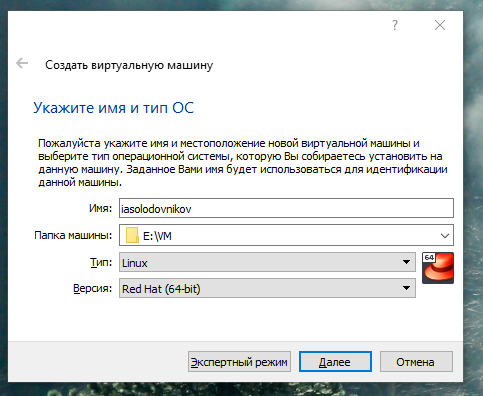 ?
Создать виртуальную машину
Укажите имя и тип ОС
Пожалуйста укажите имя и местоположение новой виртуальной машины и
выберите тип операционной системы, которую Вы собираетесь установить на
данную машину. Заданное Вами имя будет использоваться для идентификации
данной машины.
Имя: iasolodovnikov
Папка машины: E:\VM
Тип: Linux
64
Версия: Red Hat (64-bit)
Экспертный режим Далее Отмена